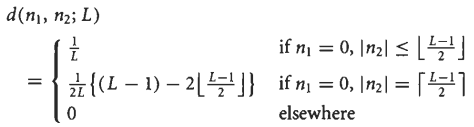 d(n₁, n₂; L)
= { 1/L if n₁ = 0, |n₂| ≤ ⌊(L−1)/2⌋
1/2L {(L − 1) − 2⌊(L−1)/2⌋} if n₁ = 0, |n₂| = ⌈(L−1)/2⌉
0 elsewhere